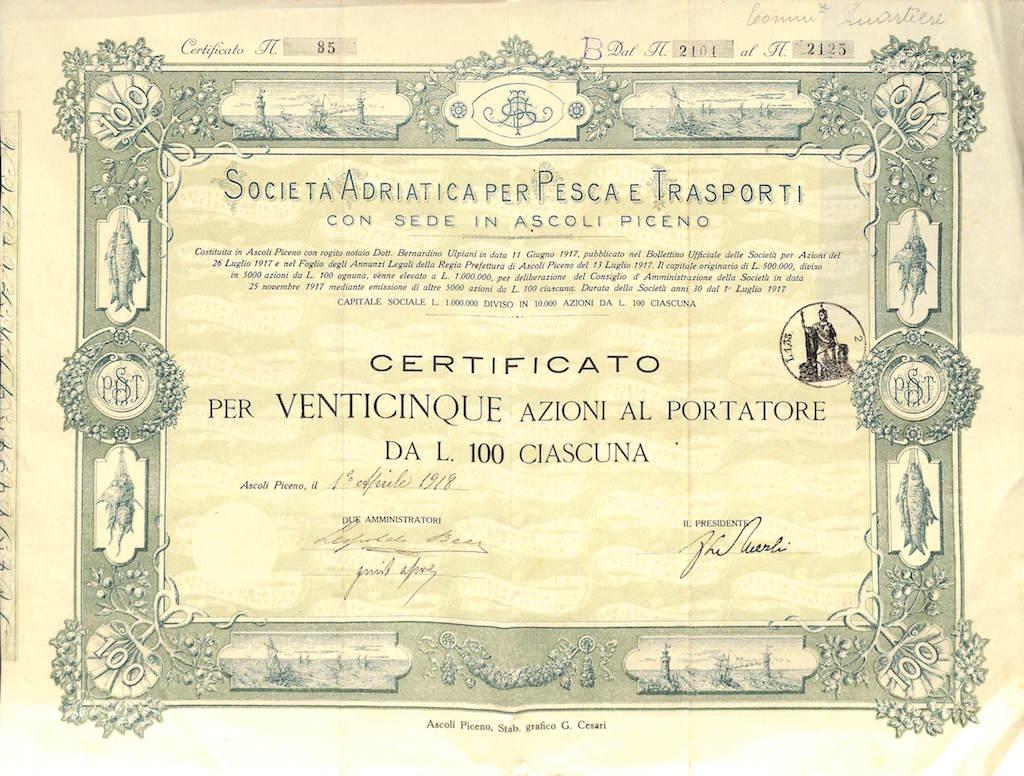 Quartieri
Certificato N. 85
B Dal N. 2101 al N. 2125
100
100
SOCIETÀ ADRIATICA PER PESCA E TRASPORTI
CON SEDE IN ASCOLI PICENO
Costituita in Ascoli Piceno con rogito notaio Dott. Bernardino Ulpiani in data 11 Giugno 1917, pubblicato nel Bollettino Ufficiale delle Società per Azioni del
26 Luglio 1917 e nel Foglio degli Annunzi Legali della Regia Prefettura di Ascoli Piceno del 13 Luglio 1917. Il capitale originario di L. 500.000, diviso
in 5000 azioni da L. 100 ognuna, venne elevato a L. 1.000.000, per deliberazione del Consiglio d' Amministrazione della Società in data
25 novembre 1917 mediante emissione di altre 5000 azioni da L. 100 ciascuna. Durata della Società anni 30 dal 1° Luglio 1917
CAPITALE SOCIALE L. 1.000.000 DIVISO IN 10.000 AZIONI DA L. 100 CIASCUNA
L.1,35
2
CERTIFICATO
PER VENTICINQUE AZIONI AL PORTATORE
DA L. 100 CIASCUNA
Ascoli Piceno, il 1° Aprile 1918
DUE AMMINISTRATORI
IL PRESIDENTE
Merli
100
100
Ascoli Piceno, Stab. grafico G. Cesari